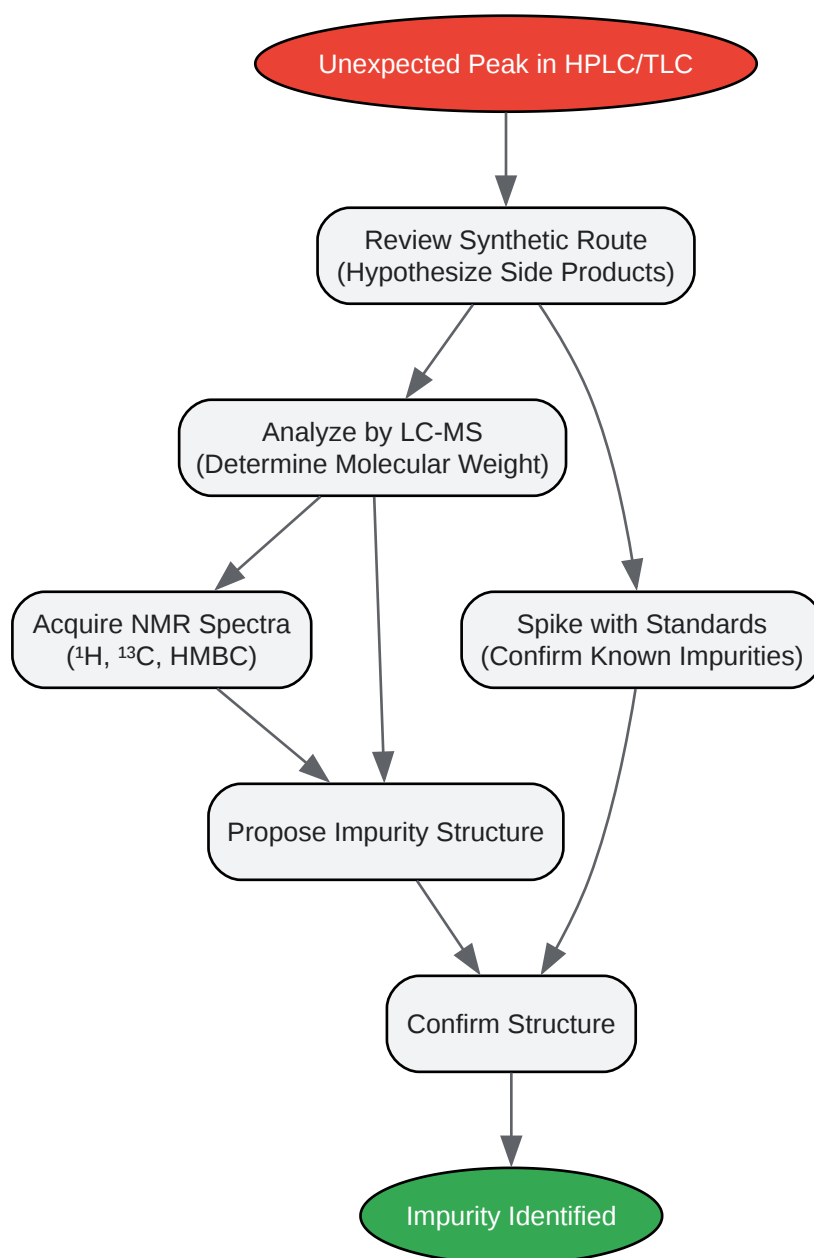 Unexpected Peak in HPLC/TLC
Review Synthetic Route
(Hypothesize Side Products)
Analyze by LC-MS
(Determine Molecular Weight)
Acquire NMR Spectra
(¹H, ¹³C, HMBC)
Spike with Standards
(Confirm Known Impurities)
Propose Impurity Structure
Confirm Structure
Impurity Identified